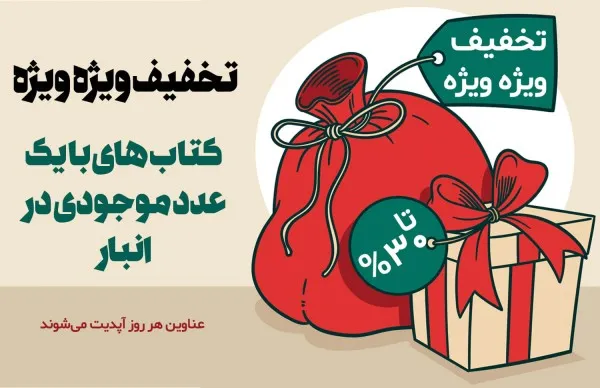 تخفیف ویژه ویژه
کتاب های با یک
عدد موجودی در
انبار
عناوین هر روز آپدیت می‌شوند
تخفیف
ویژه ویژه
تا
%۳۰